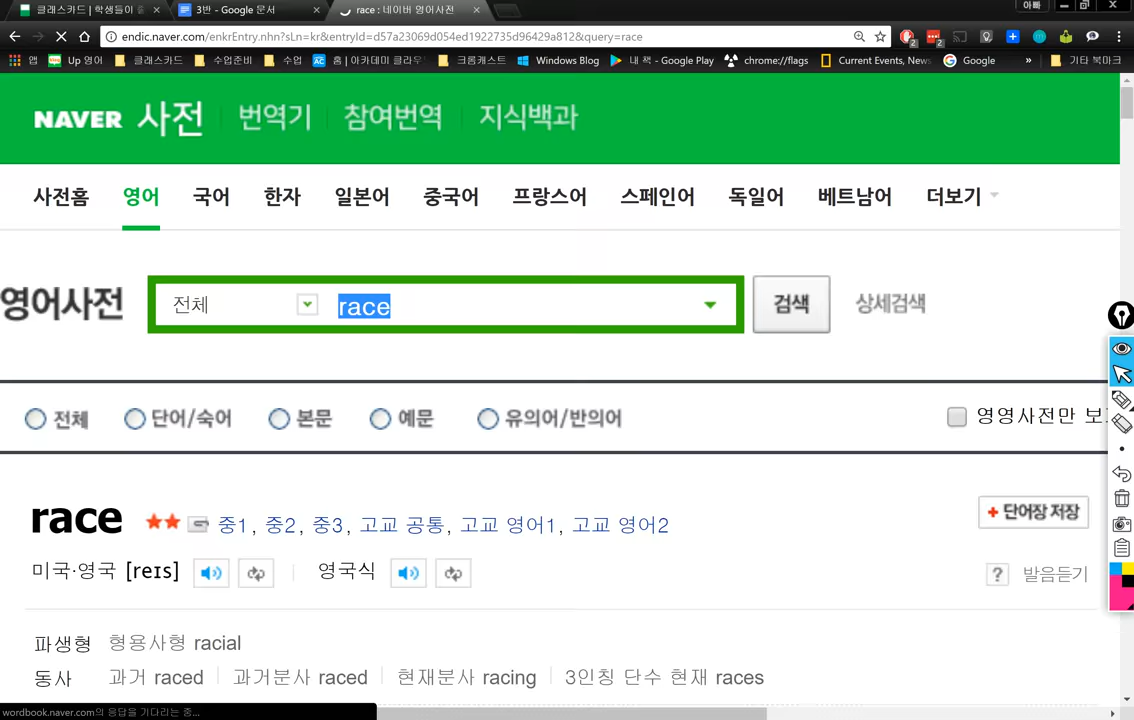 클래스카드 | 학생들이
3반 - Google 문서
race : 네이버 영어사전
아빠
endic.naver.com/enkrEntry.nhn?sLn=kr&entryId=d57a23069d054ed1922735d96429a812&query=race
2
2
앱
Up 영어
클래스카드
수업준비
수업
홈 | 아카데미 클라우
크롬캐스트
Windows Blog
내 책 - Google Play
chrome://flags
Current Events, News
Google
»
기타 북마크
NAVER 사전
번역기
참여번역
지식백과
사전홈
영어
국어
한자
일본어
중국어
프랑스어
스페인어
독일어
베트남어
더보기
영어사전
전체
race
검색
상세검색
전체
단어/숙어
본문
예문
유의어/반의어
영영사전만 보
race
중1, 중2, 중3, 고교 공통, 고교 영어1, 고교 영어2
+ 단어장 저장
미국·영국 [reɪs]
영국식
? 발음듣기
파생형 형용사형 racial
동사 과거 raced | 과거분사 raced | 현재분사 racing | 3인칭 단수 현재 races
wordbook.naver.com의 응답을 기다리는 중...